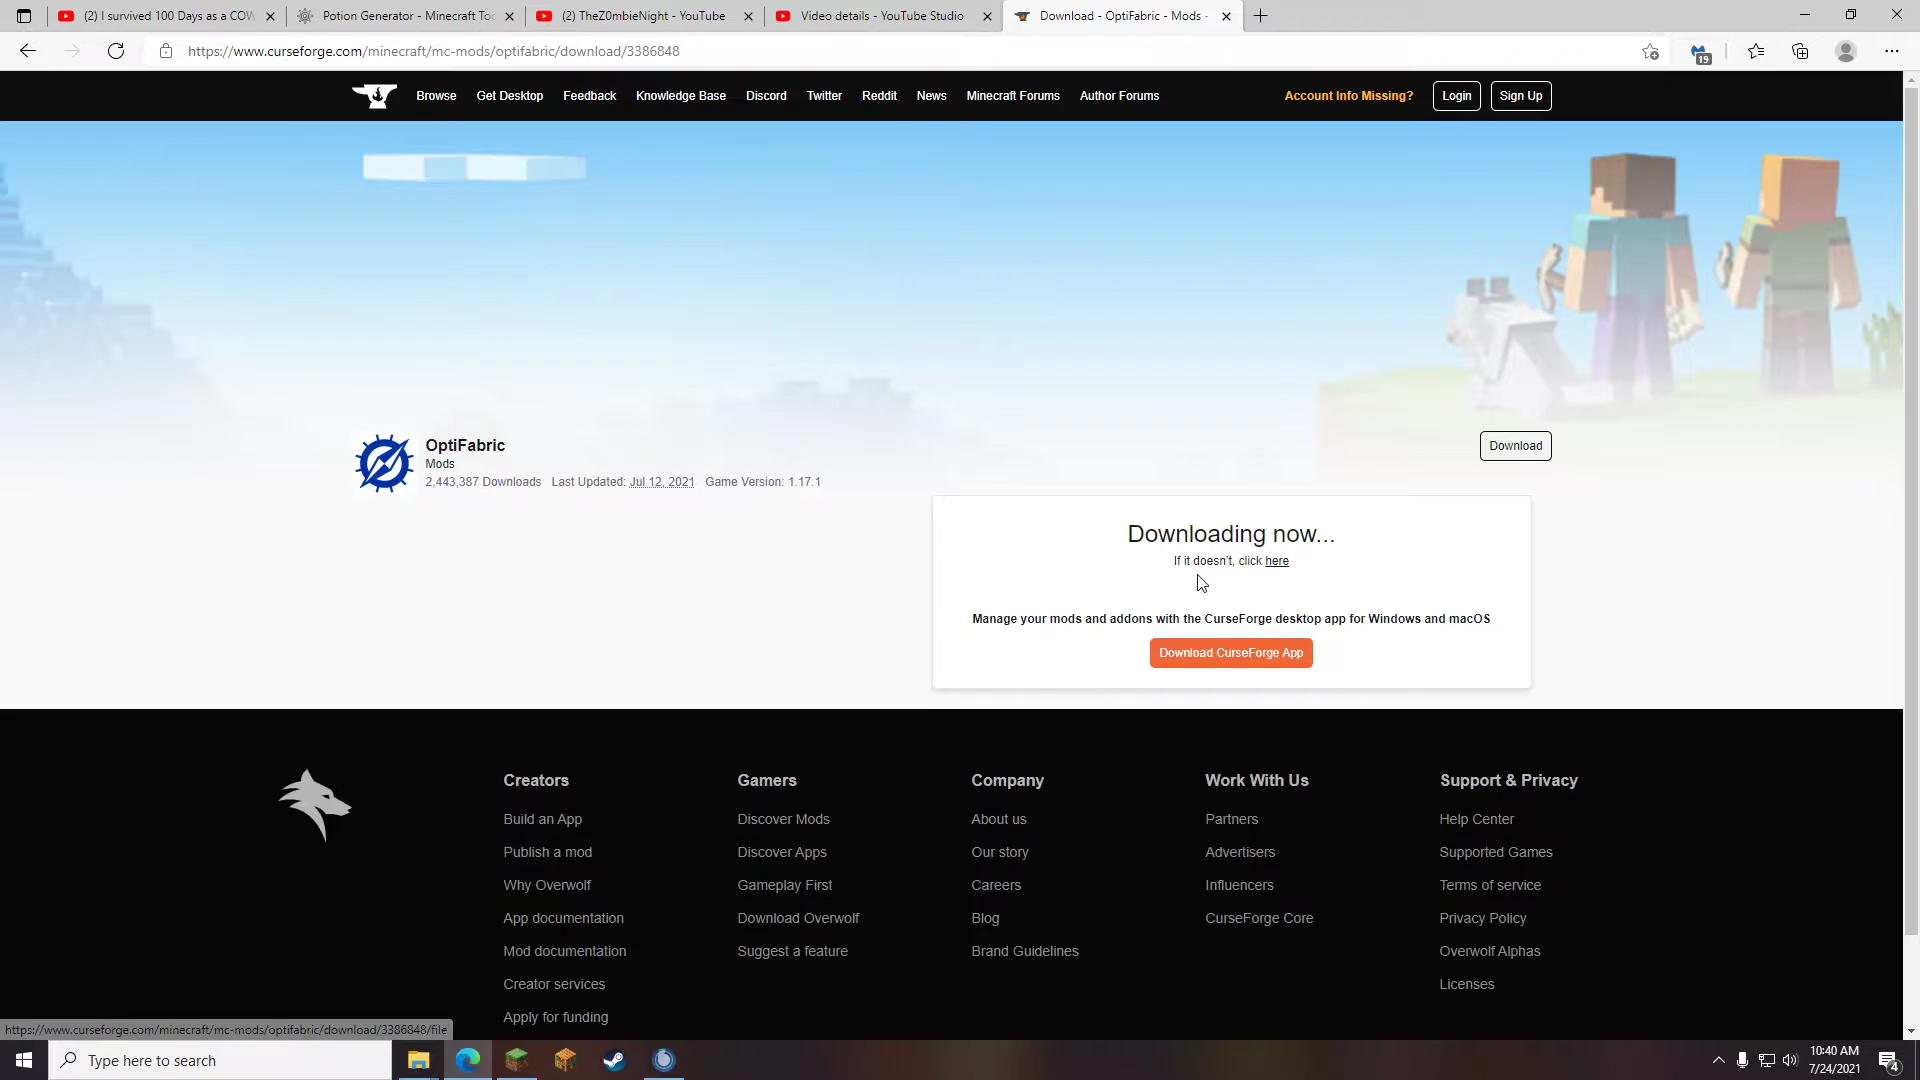 (2) I survived 100 Days as a COW
Potion Generator - Minecraft Too
(2) TheZ0mbieNight - YouTube
Video details - YouTube Studio
Download - OptiFabric - Mods -
https://www.curseforge.com/minecraft/mc-mods/optifabric/download/3386848
19
Browse Get Desktop Feedback Knowledge Base Discord Twitter Reddit News Minecraft Forums Author Forums Account Info Missing? Login Sign Up
OptiFabric
Mods
2,443,387 Downloads Last Updated: Jul 12, 2021 Game Version: 1.17.1
Download
Downloading now...
If it doesn't, click here
Manage your mods and addons with the CurseForge desktop app for Windows and macOS
Download CurseForge App
Creators
Build an App
Publish a mod
Why Overwolf
App documentation
Mod documentation
Creator services
Apply for funding
Gamers
Discover Mods
Discover Apps
Gameplay First
Download Overwolf
Suggest a feature
Company
About us
Our story
Careers
Blog
Brand Guidelines
Work With Us
Partners
Advertisers
Influencers
CurseForge Core
Support & Privacy
Help Center
Supported Games
Terms of service
Privacy Policy
Overwolf Alphas
Licenses
https://www.curseforge.com/minecraft/mc-mods/optifabric/download/3386848/file
Type here to search
10:40 AM
7/24/2021
4